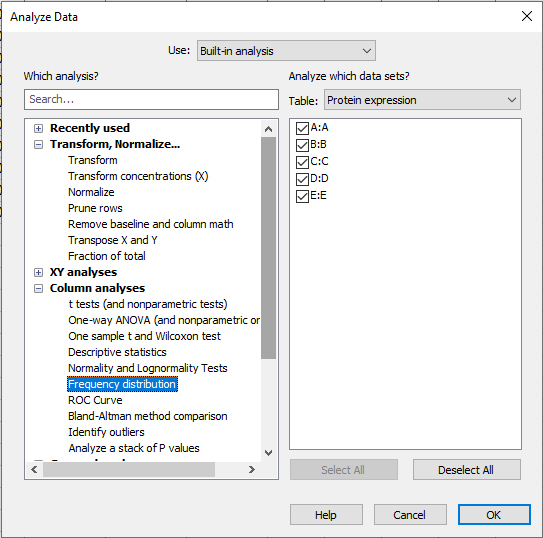 Analyze Data
Use: Built-in analysis
Which analysis?
Search...
Recently used
Transform, Normalize...
Transform
Transform concentrations (X)
Normalize
Prune rows
Remove baseline and column math
Transpose X and Y
Fraction of total
XY analyses
Column analyses
t tests (and nonparametric tests)
One-way ANOVA (and nonparametric or
One sample t and Wilcoxon test
Descriptive statistics
Normality and Lognormality Tests
Frequency distribution
ROC Curve
Bland-Altman method comparison
Identify outliers
Analyze a stack of P values
Analyze which data sets?
Table: Protein expression
A:A
B:B
C:C
D:D
E:E
Select All Deselect All
Help Cancel OK